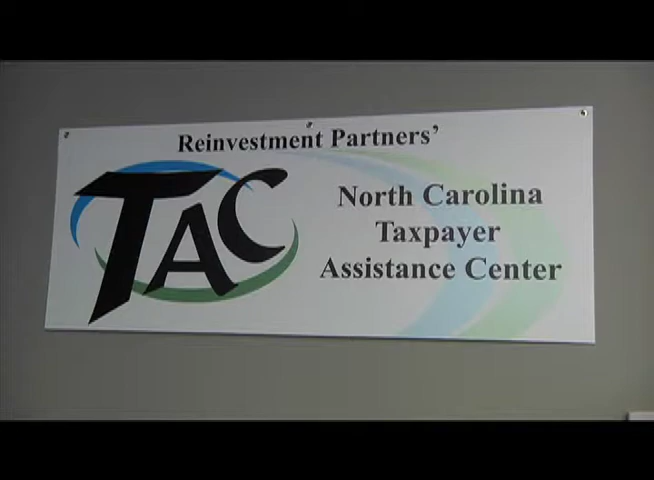 Reinvestment Partners’
TAC
North Carolina
Taxpayer
Assistance Center